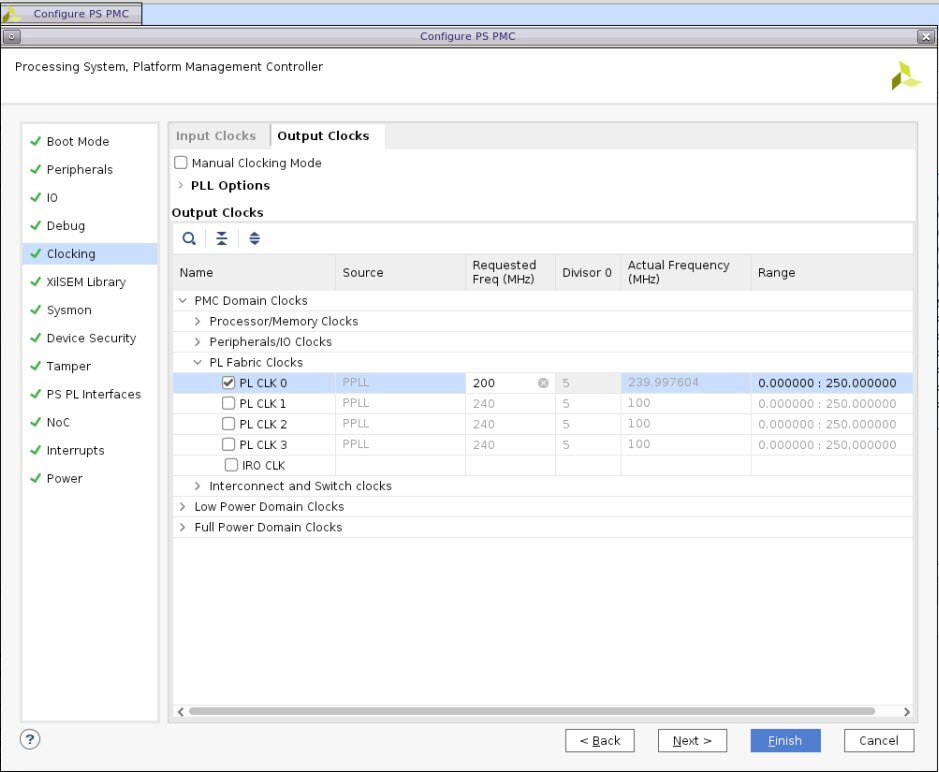 Configure PS PMC
Configure PS PMC
Processing System, Platform Management Controller
Boot Mode
Peripherals
IO
Debug
Clocking
XilSEM Library
Sysmon
Device Security
Tamper
PS PL Interfaces
NoC
Interrupts
Power
Input Clocks Output Clocks
Manual Clocking Mode
PLL Options
Output Clocks
Name Source Requested Freq (MHz) Divisor 0 Actual Frequency (MHz) Range
PMC Domain Clocks
Processor/Memory Clocks
Peripherals/IO Clocks
PL Fabric Clocks
PL CLK 0 PPLL 200 5 239.997604 0.000000 : 250.000000
PL CLK 1 PPLL 240 5 100 0.000000 : 250.000000
PL CLK 2 PPLL 240 5 100 0.000000 : 250.000000
PL CLK 3 PPLL 240 5 100 0.000000 : 250.000000
IRO CLK
Interconnect and Switch clocks
Low Power Domain Clocks
Full Power Domain Clocks
? < Back Next > Finish Cancel